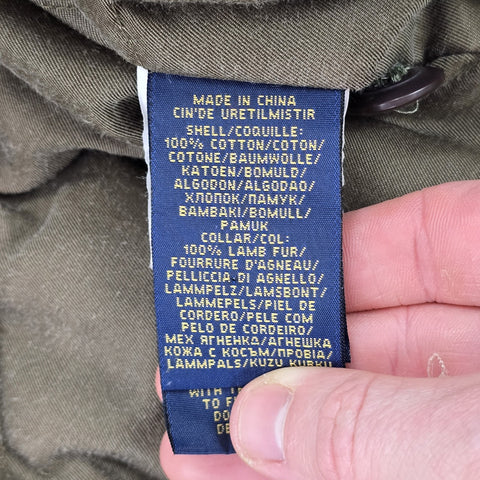 MADE IN CHINA
CIN'DE URETILMISTIR
SHELL/COQUILLE:
100% COTTON/COTON/
COTONE/BAUMWOLLE/
KATOEN/BOMULD/
ALGODON/ALGODAO/
ХЛОПОК/ПАМУК/
BAMBAKI/BOMULL/
PAMUK
COLLAR/COL:
100% LAMB FUR/
FOURRURE D'AGNEAU/
PELLICCIA DI AGNELLO/
LAMMPELZ/LAMSBONT/
LAMMEPELS/PIEL DE
CORDERO/PELE COM
PELO DE CORDEIRO/
МЕХ ЯГНЕНКА/АГНЕШКА
КОЖА С КОСЪМ/ПРОВІА/
LAMMPALS/KUZU KURKU
WITH
TO
DO
DE